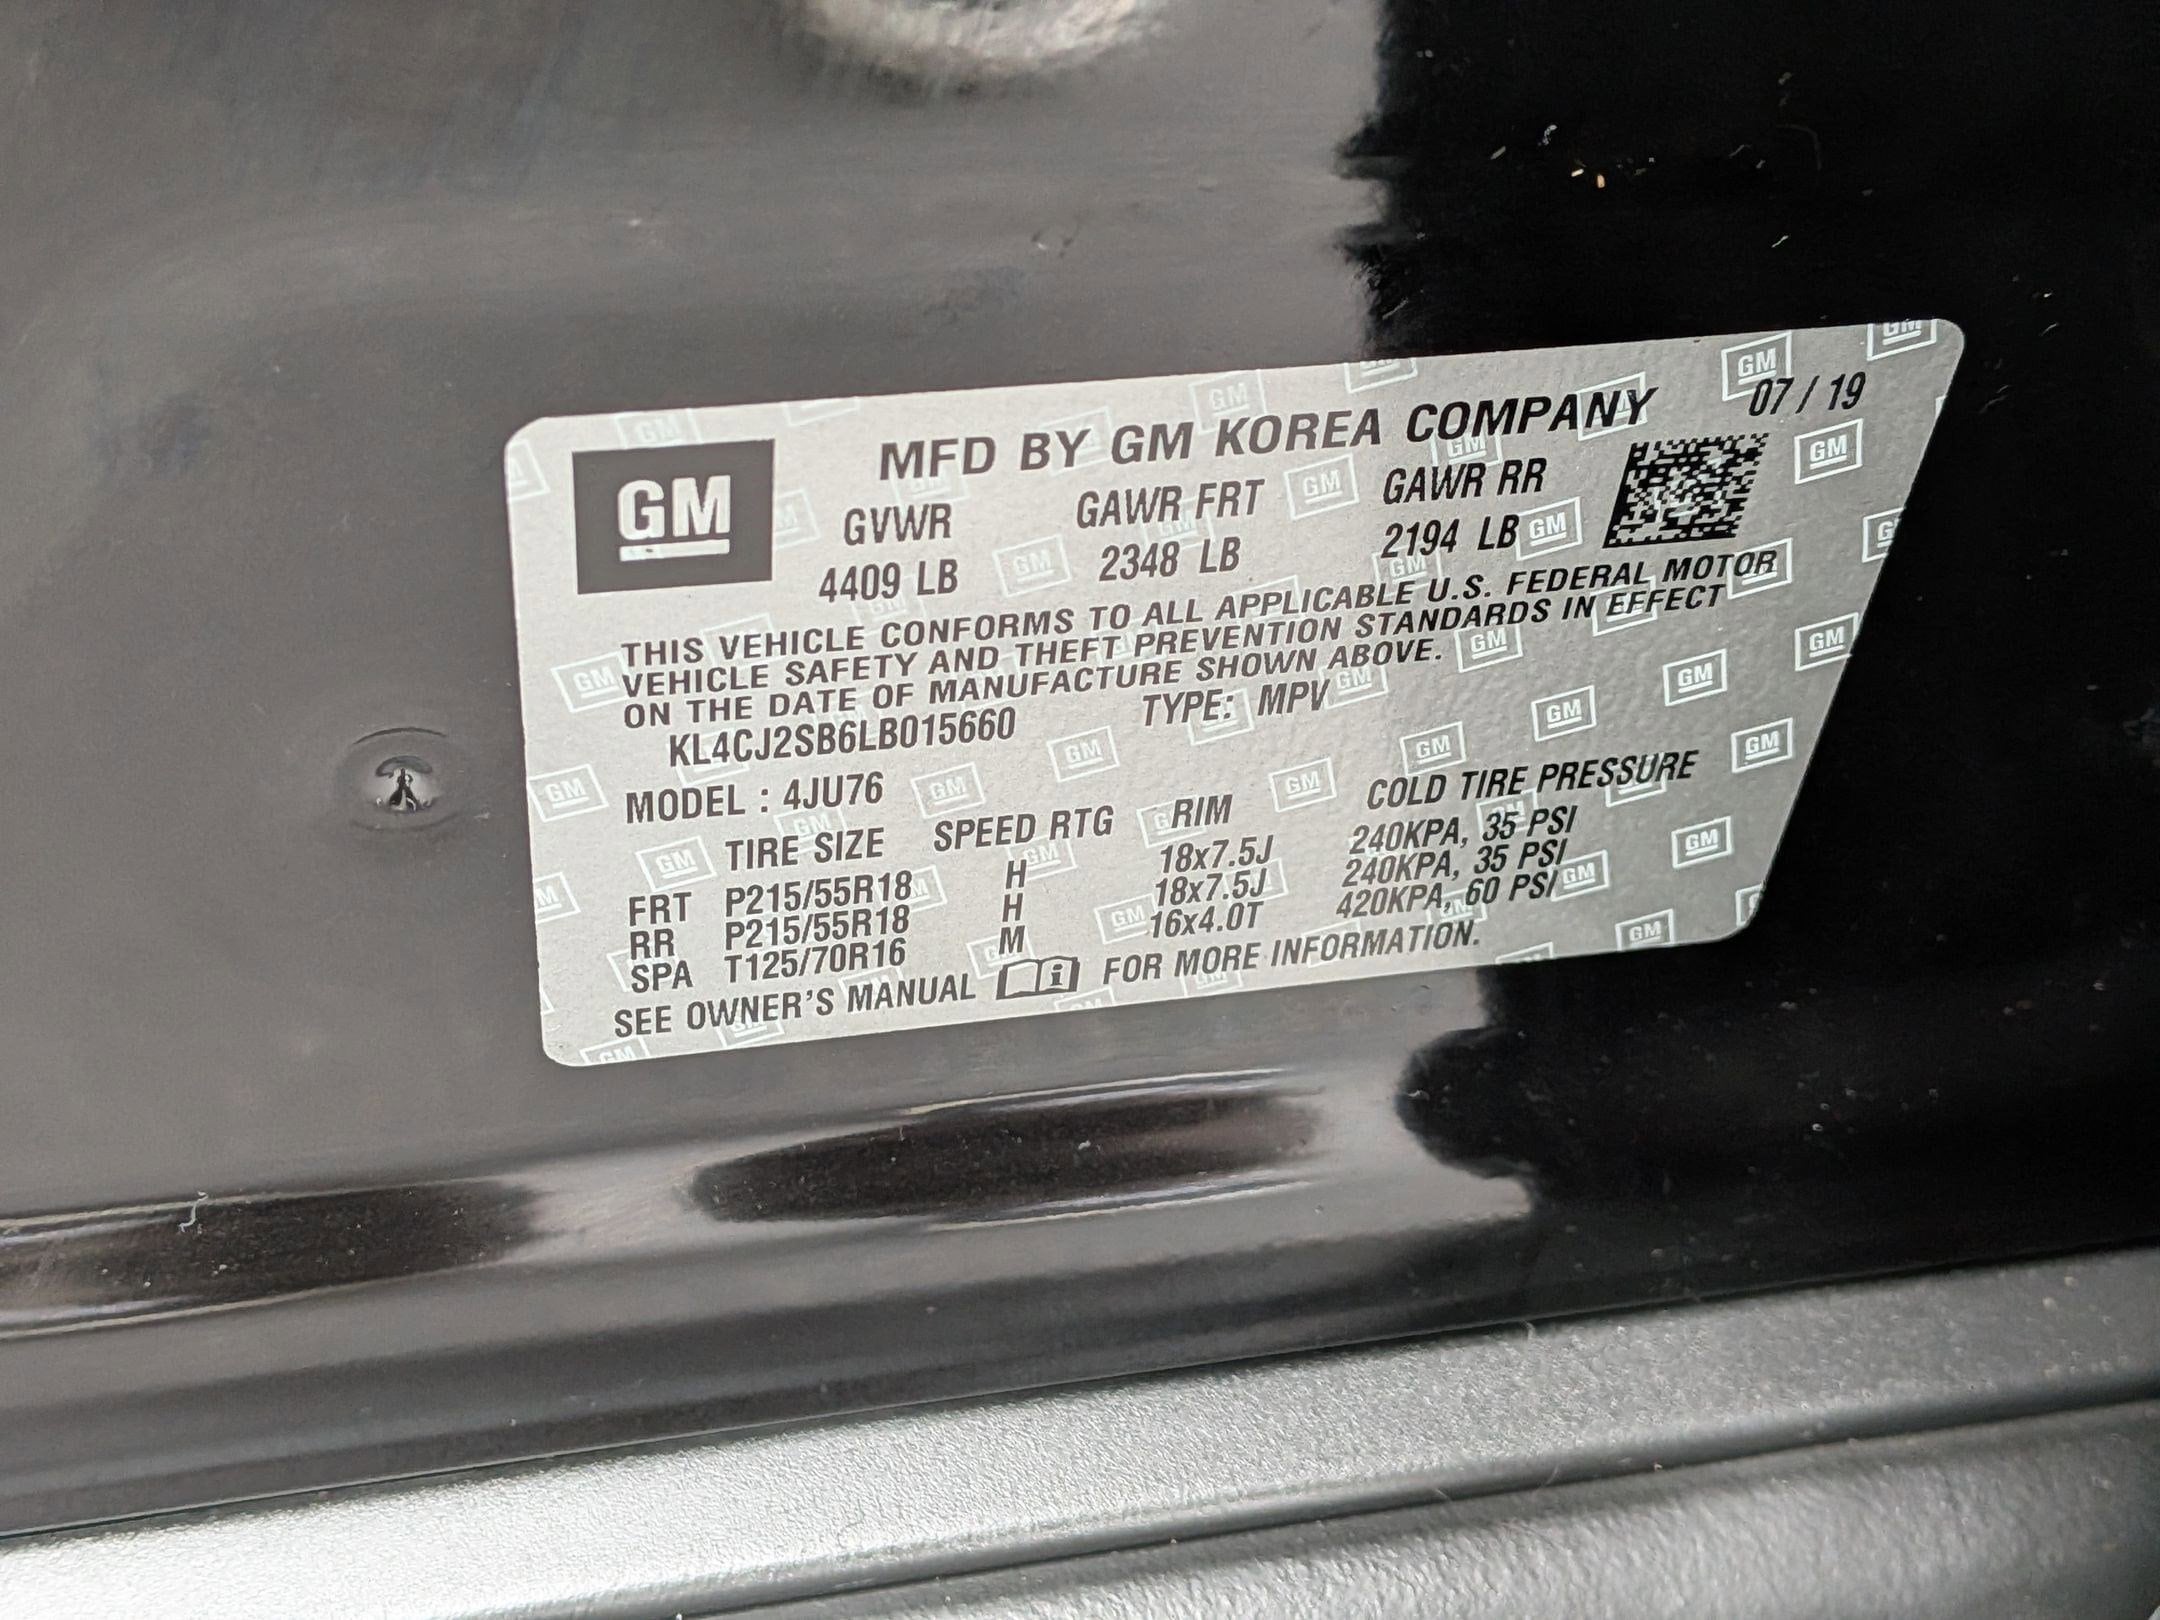 MFD BY GM KOREA COMPANY 07 / 19
GM
GVWR GAWR FRT GAWR RR
4409 LB 2348 LB 2194 LB
THIS VEHICLE CONFORMS TO ALL APPLICABLE U.S. FEDERAL MOTOR
VEHICLE SAFETY AND THEFT PREVENTION STANDARDS IN EFFECT
ON THE DATE OF MANUFACTURE SHOWN ABOVE.
KL4CJ2SB6LB015660 TYPE: MPV
MODEL : 4JU76
TIRE SIZE SPEED RTG RIM COLD TIRE PRESSURE
FRT P215/55R18 H 18x7.5J 240KPA, 35 PSI
RR P215/55R18 H 18x7.5J 240KPA, 35 PSI
SPA T125/70R16 M 16x4.0T 420KPA, 60 PSI
SEE OWNER'S MANUAL i FOR MORE INFORMATION.